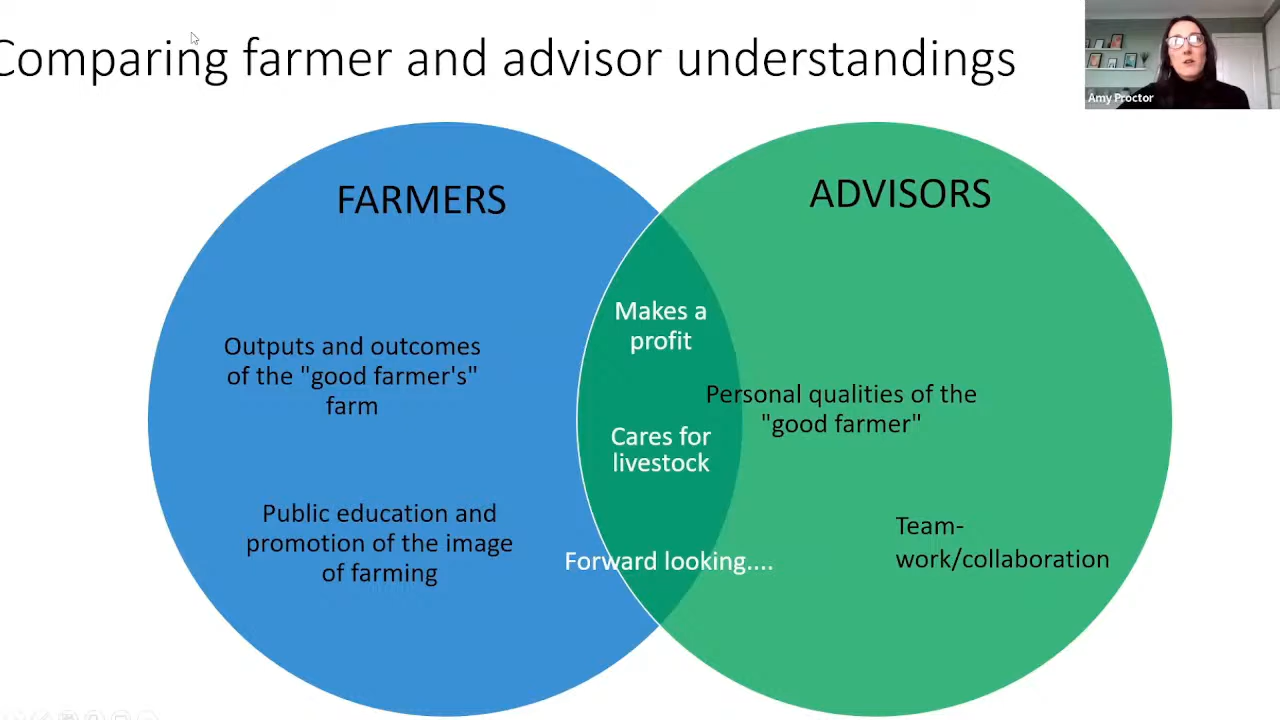 Comparing farmer and advisor understandings
Amy Proctor
FARMERS
ADVISORS
Outputs and outcomes
of the "good farmer's"
farm
Public education and
promotion of the image
of farming
Makes a
profit
Cares for
livestock
Forward looking....
Personal qualities of the
"good farmer"
Team-
work/collaboration